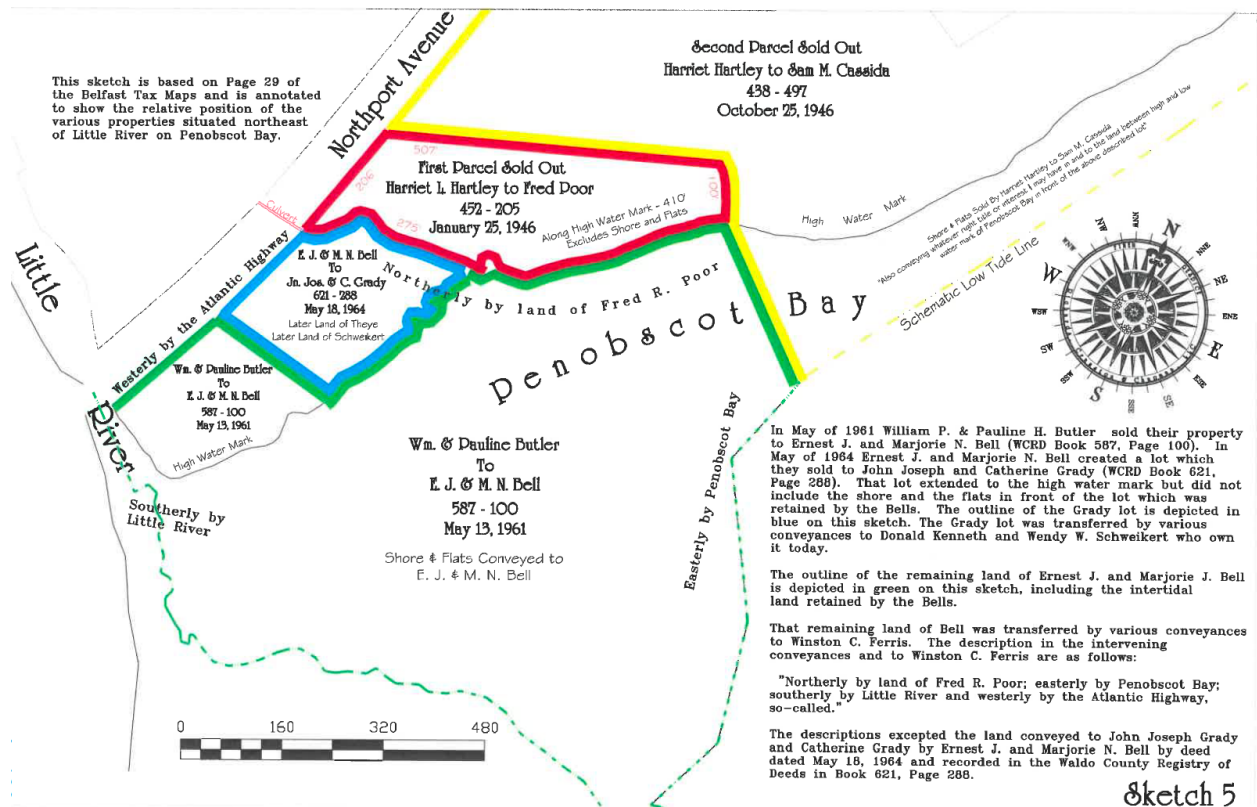 This sketch is based on Page 29 of
the Belfast Tax Maps and is annotated
to show the relative position of the
various properties situated northeast
of Little River on Penobscot Bay.
Northport Avenue
Second Parcel Sold Out
Harriet Hartley to Sam M. Cassida
438 - 497
October 25, 1946
507'
206
First Parcel Sold Out
Harriet L Hartley to Fred Poor
452 - 205
January 25, 1946
275
100'
Along High Water Mark - 410'
Excludes Shore and Flats
Culvert
High Water Mark
Shore & Flats Sold By Harriet Hartley to Sam M. Cassida
"Also conveying whatever right title or interest I may have in and to the land between high and low
water mark of Penobscot Bay in front of the above described lot"
Schematic Low Tide Line
Little
River
Westerly by the Atlantic Highway
E. J. & M. N. Bell
To
Jn. Jos. & C. Grady
621 - 288
May 18, 1964
Later Land of Theye
Later Land of Schweikert
Northerly by land of Fred R. Poor
Penobscot Bay
Wm. & Pauline Butler
To
E. J. & M. N. Bell
587 - 100
May 13, 1961
High Water Mark
Southerly by
Little River
Wm. & Pauline Butler
To
E. J. & M. N. Bell
587 - 100
May 13, 1961
Shore & Flats Conveyed to
E. J. & M. N. Bell
Easterly by Penobscot Bay
N
NNE
NE
ENE
E
ESE
SE
SSE
S
SSW
SW
WSW
W
WNW
NW
NNW
In May of 1961 William P. & Pauline H. Butler sold their property
to Ernest J. and Marjorie N. Bell (WCRD Book 587, Page 100). In
May of 1964 Ernest J. and Marjorie N. Bell created a lot which
they sold to John Joseph and Catherine Grady (WCRD Book 621,
Page 288). That lot extended to the high water mark but did not
include the shore and the flats in front of the lot which was
retained by the Bells. The outline of the Grady lot is depicted in
blue on this sketch. The Grady lot was transferred by various
conveyances to Donald Kenneth and Wendy W. Schweikert who own
it today.
The outline of the remaining land of Ernest J. and Marjorie J. Bell
is depicted in green on this sketch, including the intertidal
land retained by the Bells.
That remaining land of Bell was transferred by various conveyances
to Winston C. Ferris. The description in the intervening
conveyances and to Winston C. Ferris are as follows:
"Northerly by land of Fred R. Poor; easterly by Penobscot Bay;
southerly by Little River and westerly by the Atlantic Highway,
so-called."
The descriptions excepted the land conveyed to John Joseph Grady
and Catherine Grady by Ernest J. and Marjorie N. Bell by deed
dated May 18, 1964 and recorded in the Waldo County Registry of
Deeds in Book 621, Page 288.
0 160 320 480
Sketch 5